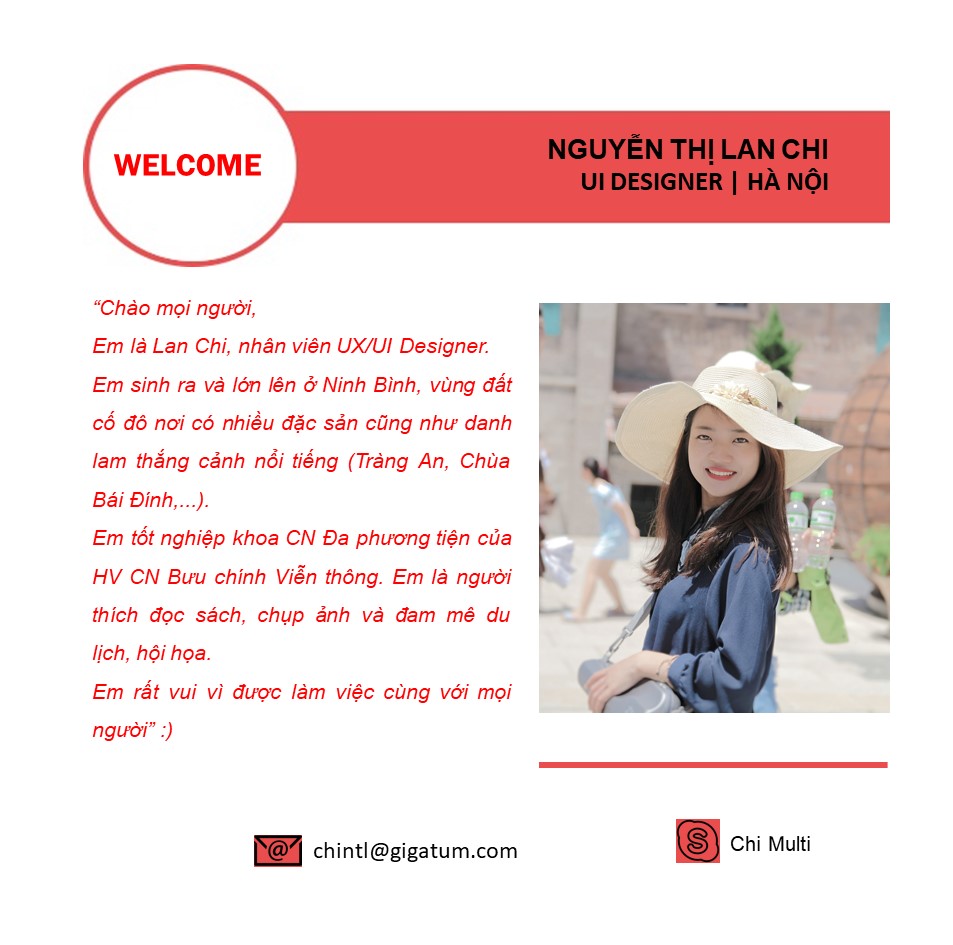 WELCOME
NGUYỄN THỊ LAN CHI
UI DESIGNER | HÀ NỘI
“Chào mọi người,
Em là Lan Chi, nhân viên UX/UI Designer.
Em sinh ra và lớn lên ở Ninh Bình, vùng đất
cố đô nơi có nhiều đặc sản cũng như danh
lam thắng cảnh nổi tiếng (Tràng An, Chùa
Bái Đính,...).
Em tốt nghiệp khoa CN Đa phương tiện của
HV CN Bưu chính Viễn thông. Em là người
thích đọc sách, chụp ảnh và đam mê du
lịch, hội họa.
Em rất vui vì được làm việc cùng với mọi
người” :)
chintl@gigatum.com
Chi Multi